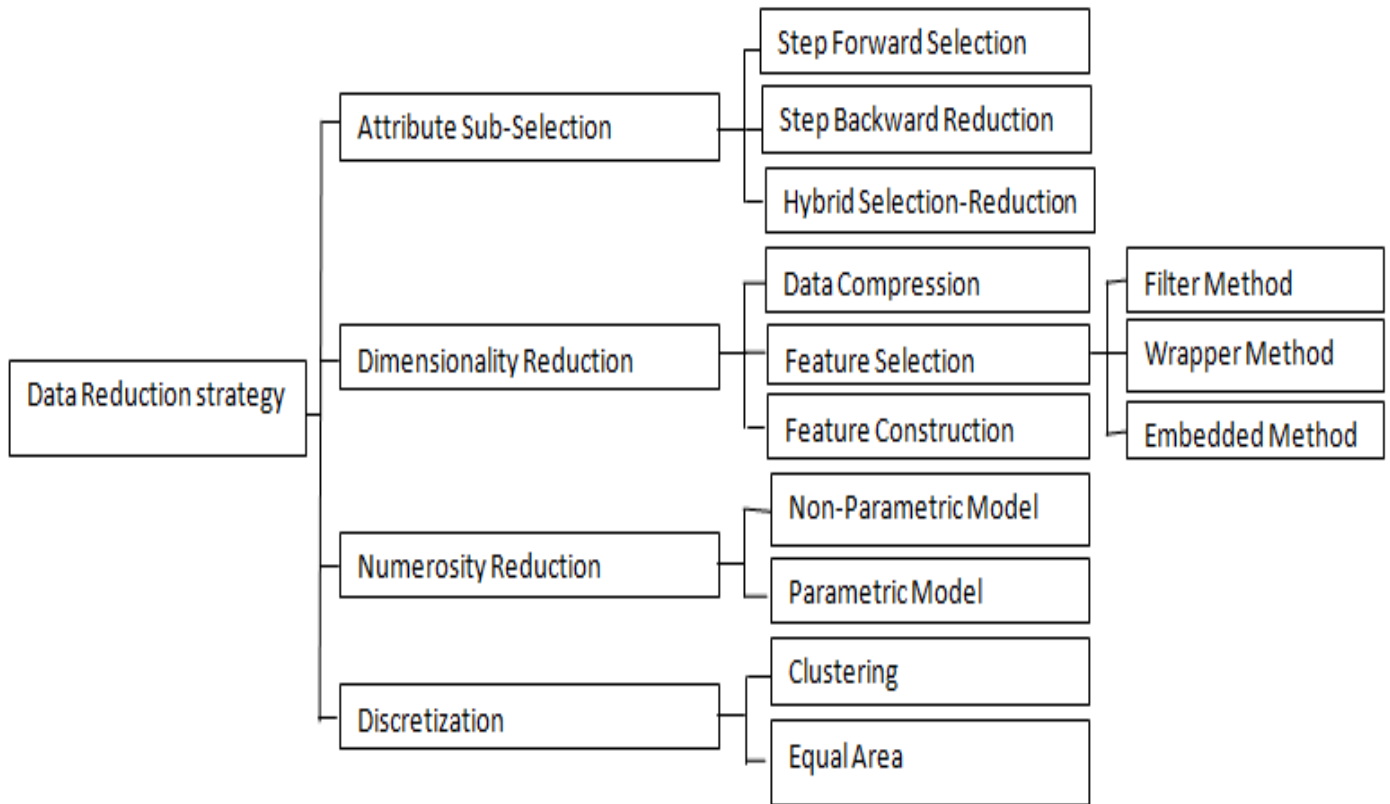 Data Reduction strategy
Attribute Sub-Selection
Step Forward Selection
Step Backward Reduction
Hybrid Selection-Reduction
Dimensionality Reduction
Data Compression
Feature Selection
Filter Method
Wrapper Method
Embedded Method
Feature Construction
Numerosity Reduction
Non-Parametric Model
Parametric Model
Discretization
Clustering
Equal Area